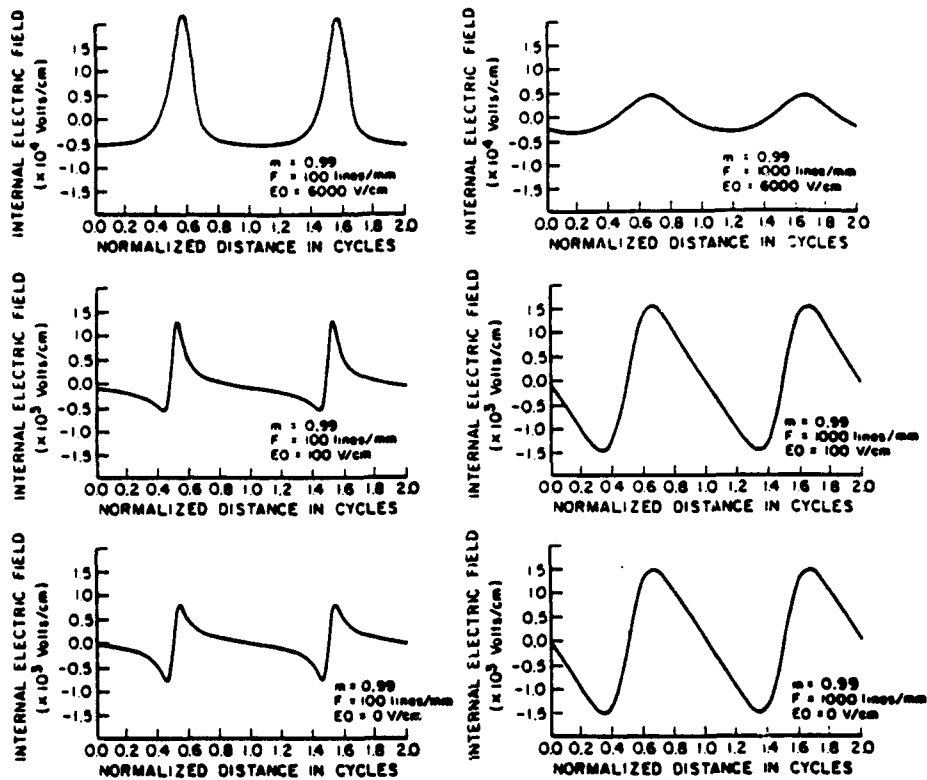 INTERNAL ELECTRIC FIELD
(x10⁴ Volts/cm)
1.5
1.0
0.5
0.0
-0.5
-1.0
-1.5
m = 0.99
F = 100 lines/mm
E0 = 6000 V/cm
0.0 0.2 0.4 0.6 0.8 1.0 1.2 1.4 1.6 1.8 2.0
NORMALIZED DISTANCE IN CYCLES
INTERNAL ELECTRIC FIELD
(x10⁴ Volts/cm)
1.5
1.0
0.5
0.0
-0.5
-1.0
-1.5
m = 0.99
F = 1000 lines/mm
E0 = 6000 V/cm
0.0 0.2 0.4 0.6 0.8 1.0 1.2 1.4 1.6 1.8 2.0
NORMALIZED DISTANCE IN CYCLES
INTERNAL ELECTRIC FIELD
(x10³ Volts/cm)
1.5
1.0
0.5
0.0
-0.5
-1.0
-1.5
m = 0.99
F = 100 lines/mm
E0 = 100 V/cm
0.0 0.2 0.4 0.6 0.8 1.0 1.2 1.4 1.6 1.8 2.0
NORMALIZED DISTANCE IN CYCLES
INTERNAL ELECTRIC FIELD
(x10³ Volts/cm)
1.5
1.0
0.5
0.0
-0.5
-1.0
-1.5
m = 0.99
F = 1000 lines/mm
E0 = 100 V/cm
0.0 0.2 0.4 0.6 0.8 1.0 1.2 1.4 1.6 1.8 2.0
NORMALIZED DISTANCE IN CYCLES
INTERNAL ELECTRIC FIELD
(x10³ Volts/cm)
1.5
1.0
0.5
0.0
-0.5
-1.0
-1.5
m = 0.99
F = 100 lines/mm
E0 = 0 V/cm
0.0 0.2 0.4 0.6 0.8 1.0 1.2 1.4 1.6 1.8 2.0
NORMALIZED DISTANCE IN CYCLES
INTERNAL ELECTRIC FIELD
(x10³ Volts/cm)
1.5
1.0
0.5
0.0
-0.5
-1.0
-1.5
m = 0.99
F = 1000 lines/mm
E0 = 0 V/cm
0.0 0.2 0.4 0.6 0.8 1.0 1.2 1.4 1.6 1.8 2.0
NORMALIZED DISTANCE IN CYCLES